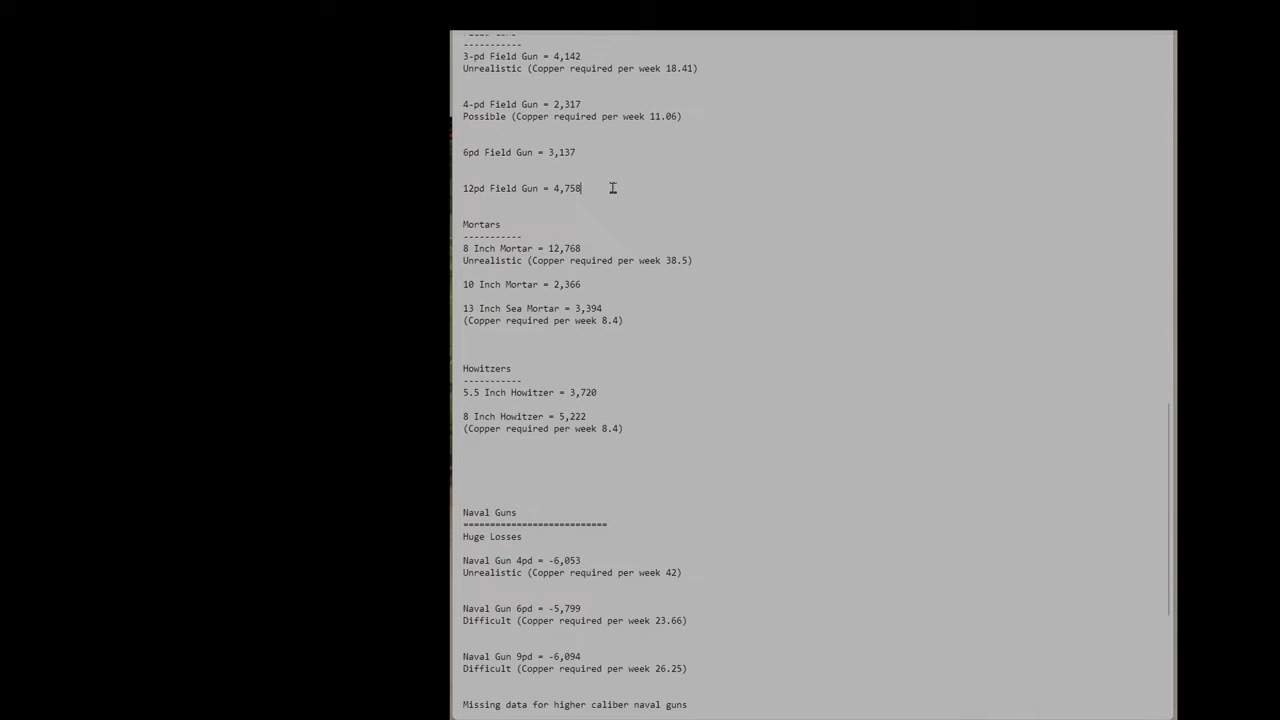 -----------
3-pd Field Gun = 4,142
Unrealistic (Copper required per week 18.41)
4-pd Field Gun = 2,317
Possible (Copper required per week 11.06)
6pd Field Gun = 3,137
12pd Field Gun = 4,758
Mortars
-----------
8 Inch Mortar = 12,768
Unrealistic (Copper required per week 38.5)
10 Inch Mortar = 2,366
13 Inch Sea Mortar = 3,394
(Copper required per week 8.4)
Howitzers
-----------
5.5 Inch Howitzer = 3,720
8 Inch Howitzer = 5,222
(Copper required per week 8.4)
Naval Guns
===========================
Huge Losses
Naval Gun 4pd = -6,053
Unrealistic (Copper required per week 42)
Naval Gun 6pd = -5,799
Difficult (Copper required per week 23.66)
Naval Gun 9pd = -6,094
Difficult (Copper required per week 26.25)
Missing data for higher caliber naval guns